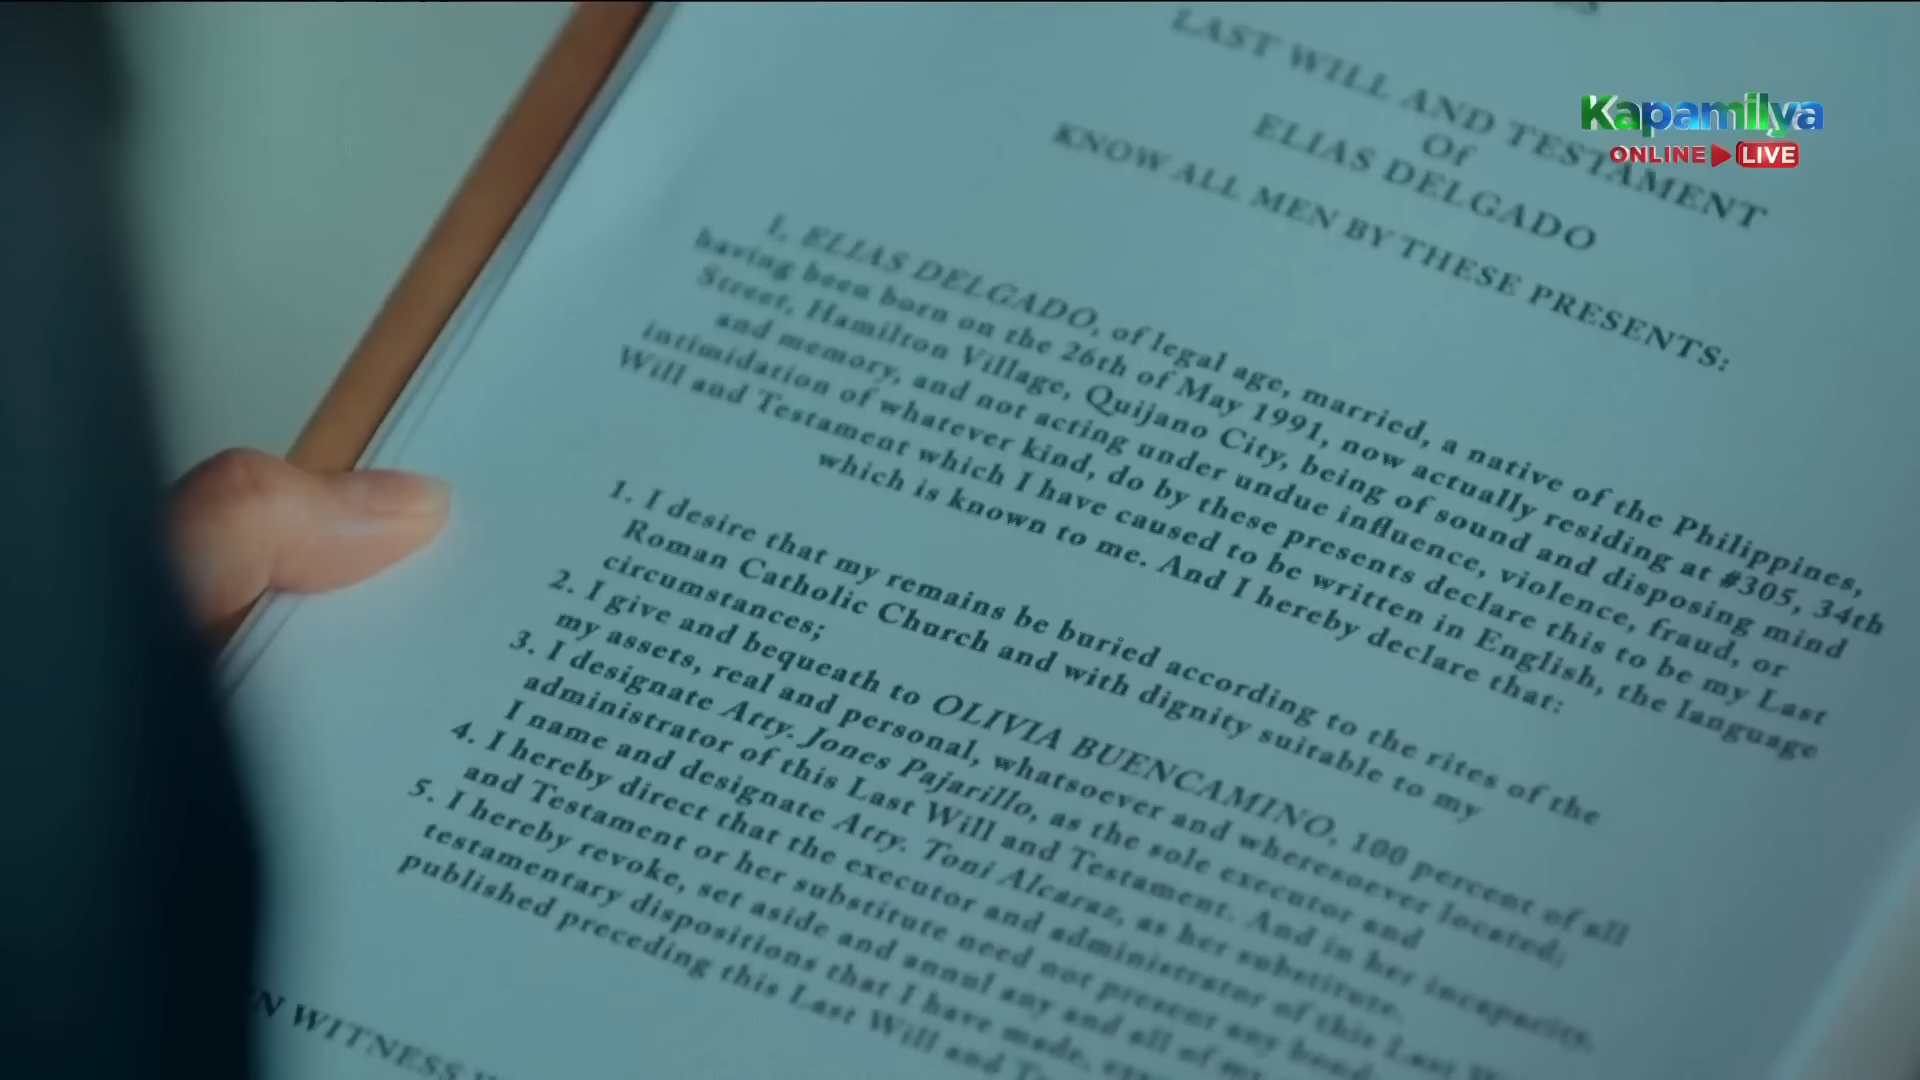 LAST WILL AND TESTAMENT
Of
ELIAS DELGADO
KNOW ALL MEN BY THESE PRESENTS:
Kapamilya
ONLINE LIVE
I, ELIAS DELGADO, of legal age, married, a native of the Philippines,
having been born on the 26th of May 1991, now actually residing at #305, 34th
Street, Hamilton Village, Quijano City, being of sound and disposing mind
and memory, and not acting under undue influence, violence, fraud, or
intimidation of whatever kind, do by these presents declare this to be my Last
Will and Testament which I have caused to be written in English, the language
which is known to me. And I hereby declare that:
1. I desire that my remains be buried according to the rites of the
Roman Catholic Church and with dignity suitable to my
circumstances;
2. I give and bequeath to OLIVIA BUENCAMINO, 100 percent of all
my assets, real and personal, whatsoever and wheresoever located;
3. I designate Atty. Jones Pajarillo, as the sole executor and
administrator of this Last Will and Testament. And in her incapacity,
I name and designate Atty. Toni Alcaraz, as her substitute.
4. I hereby direct that the executor and administrator of this Last
and Testament or her substitute need not present any bond;
5. I hereby revoke, set aside and annul any and all of my
testamentary dispositions that I have made,
published preceding this Last Will and
IN WITNESS